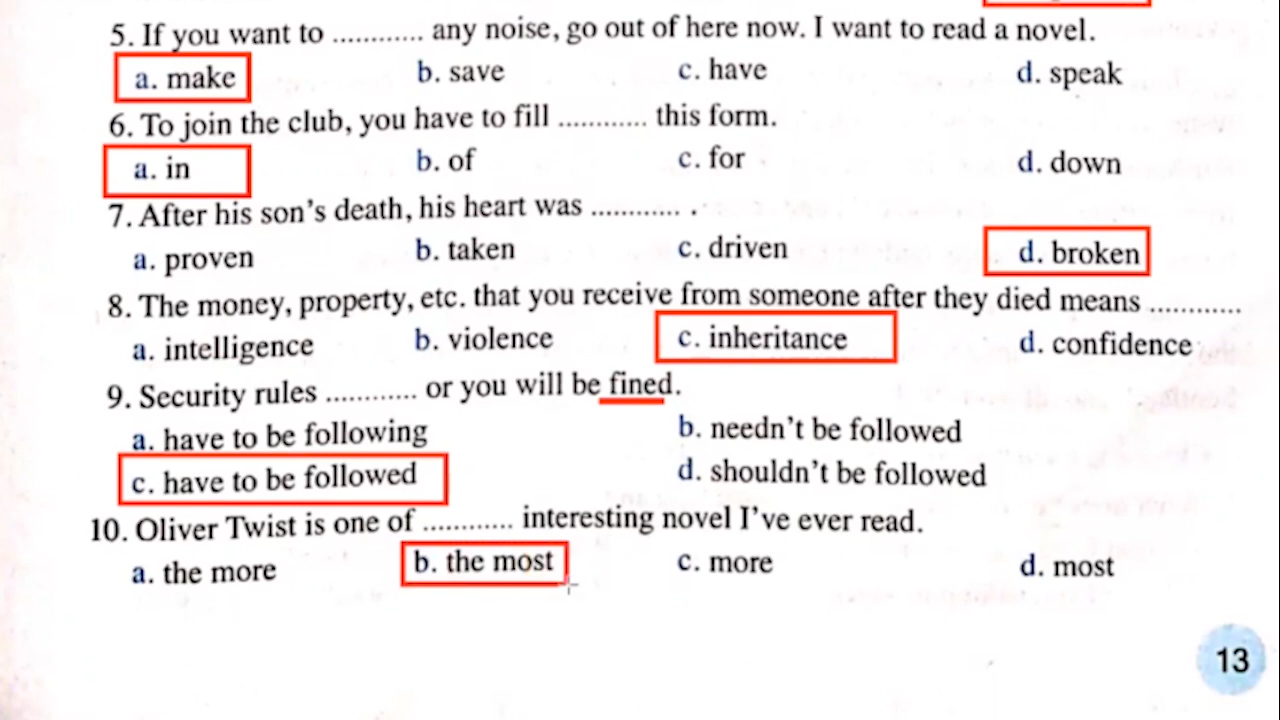 5. If you want to ............ any noise, go out of here now. I want to read a novel.
a. make b. save c. have d. speak
6. To join the club, you have to fill ............ this form.
a. in b. of c. for d. down
7. After his son's death, his heart was ............ .
a. proven b. taken c. driven d. broken
8. The money, property, etc. that you receive from someone after they died means ............
a. intelligence b. violence c. inheritance d. confidence
9. Security rules ............ or you will be fined.
a. have to be following b. needn't be followed
c. have to be followed d. shouldn't be followed
10. Oliver Twist is one of ............ interesting novel I've ever read.
a. the more b. the most c. more d. most
13